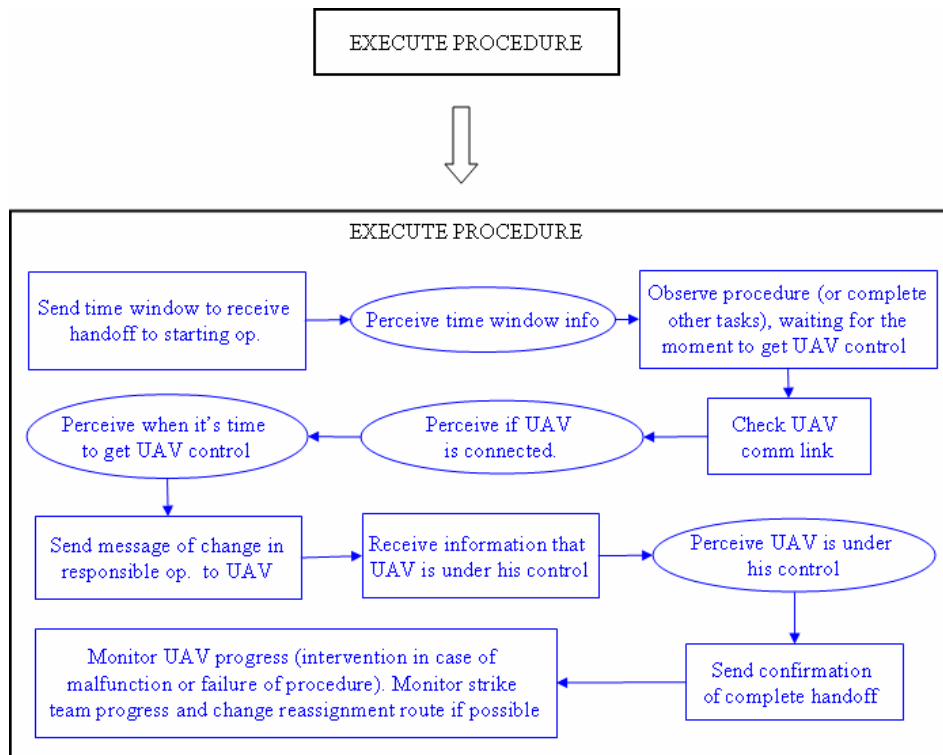 EXECUTE PROCEDURE
EXECUTE PROCEDURE
Send time window to receive
handoff to starting op.
Perceive time window info
Observe procedure (or complete
other tasks), waiting for the
moment to get UAV control
Check UAV
comm link
Perceive if UAV
is connected.
Perceive when it's time
to get UAV control
Send message of change in
responsible op. to UAV
Receive information that
UAV is under his control
Perceive UAV is under
his control
Send confirmation
of complete handoff
Monitor UAV progress (intervention in case of
malfunction or failure of procedure). Monitor strike
team progress and change reassignment route if possible